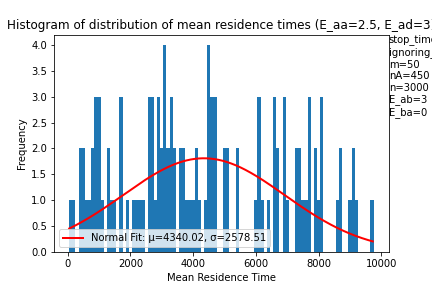 Histogram of distribution of mean residence times (E_aa=2.5, E_ad=3
stop_time
ignoring_
m=50
nA=450
n=3000
E_ab=3
E_ba=0
Frequency
4.0
3.5
3.0
2.5
2.0
1.5
1.0
0.5
0.0
Normal Fit: μ=4340.02, σ=2578.51
0 2000 4000 6000 8000 10000
Mean Residence Time